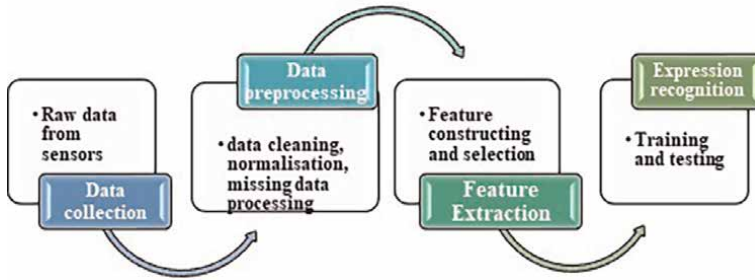 • Raw data
from
sensors
Data
collection
Data
preprocessing
• data cleaning,
normalisation,
missing data
processing
• Feature
constructing
and selection
Feature
Extraction
Expression
recognition
• Training
and testing